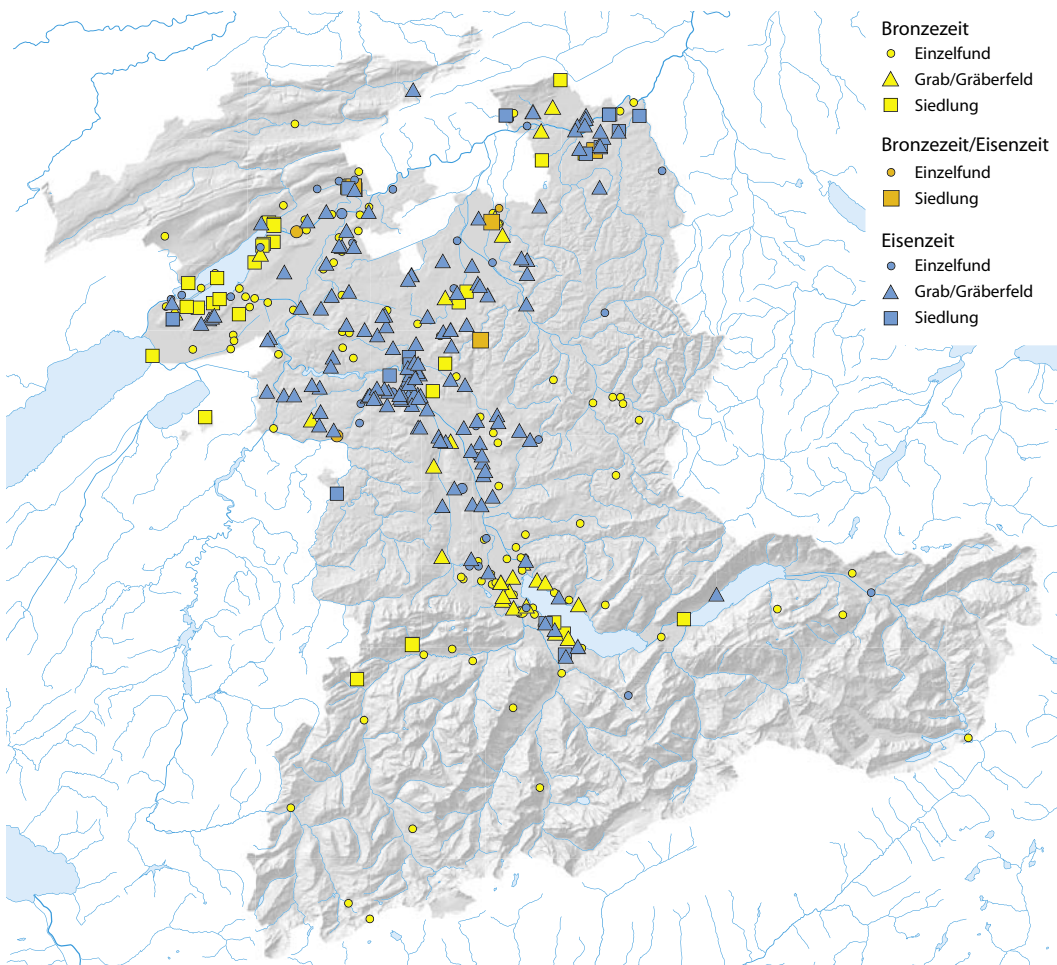 Bronzezeit
Einzelfund
Grab/Gräberfeld
Siedlung
Bronzezeit/Eisenzeit
Einzelfund
Siedlung
Eisenzeit
Einzelfund
Grab/Gräberfeld
Siedlung